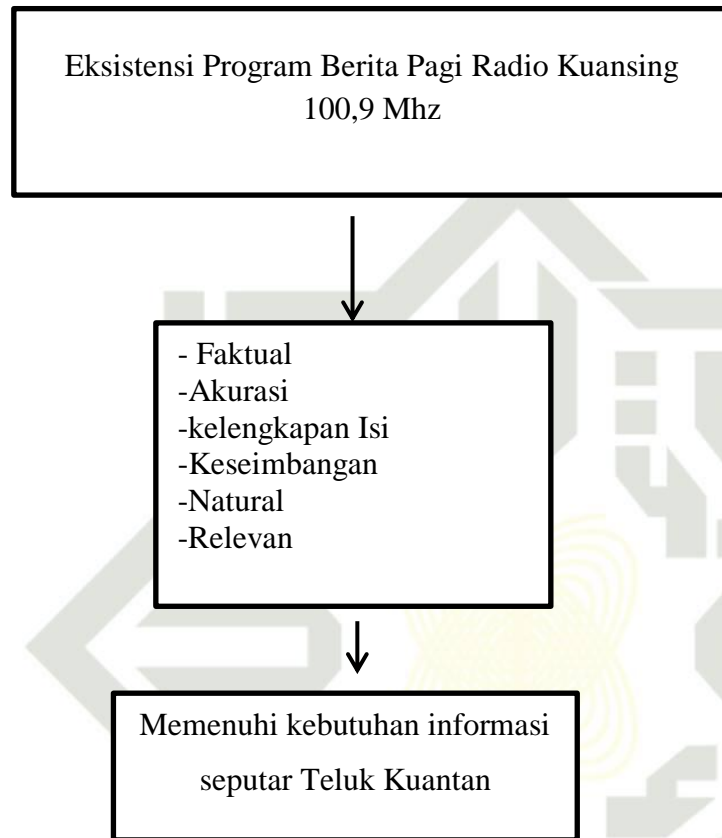 Eksistensi Program Berita Pagi Radio Kuansing
100,9 Mhz
- Faktual
-Akurasi
-kelengkapan Isi
-Keseimbangan
-Natural
-Relevan
Memenuhi kebutuhan informasi
seputar Teluk Kuantan